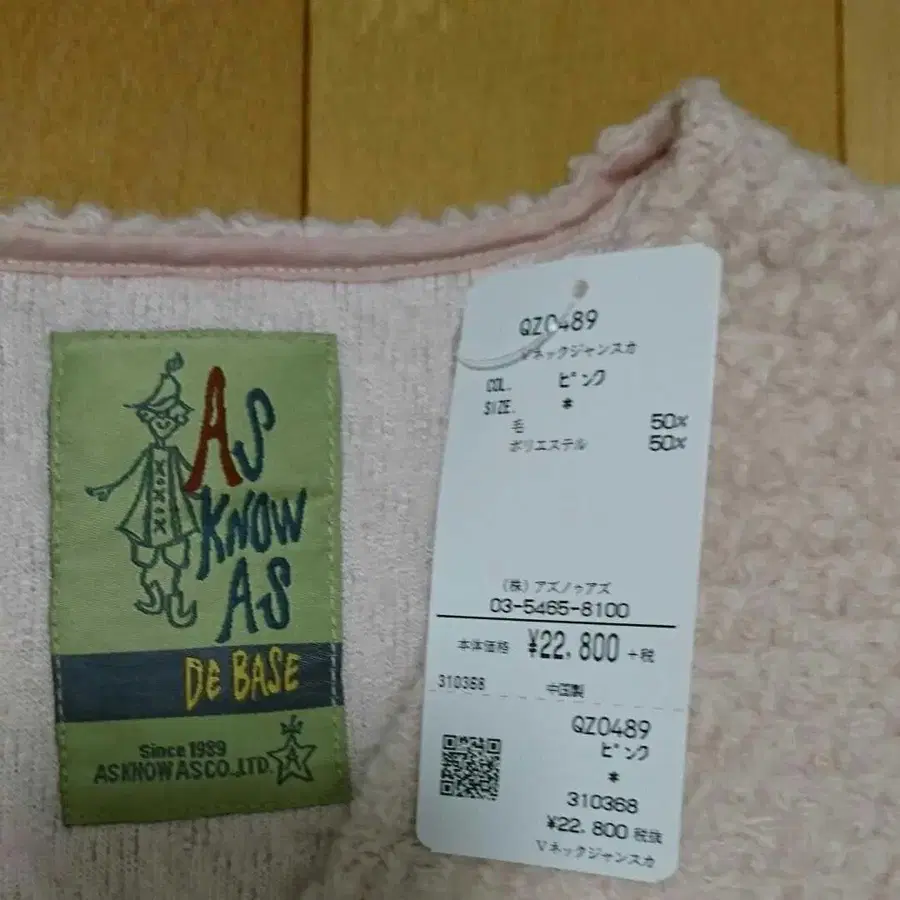 AS
KNOW
AS
DE BASE
Since 1989
AS KNOW AS CO.,LTD.
A
QZ0489
Vネックジャンスカ
COL. ピンク
SIZE. *
毛 50%
ポリエステル 50%
(株)アズノゥアズ
03-5465-8100
本体価格 ¥22,800 +税
310368 中国製
QZ0489
ピンク
*
310368
¥22,800 税抜
Vネックジャンスカ